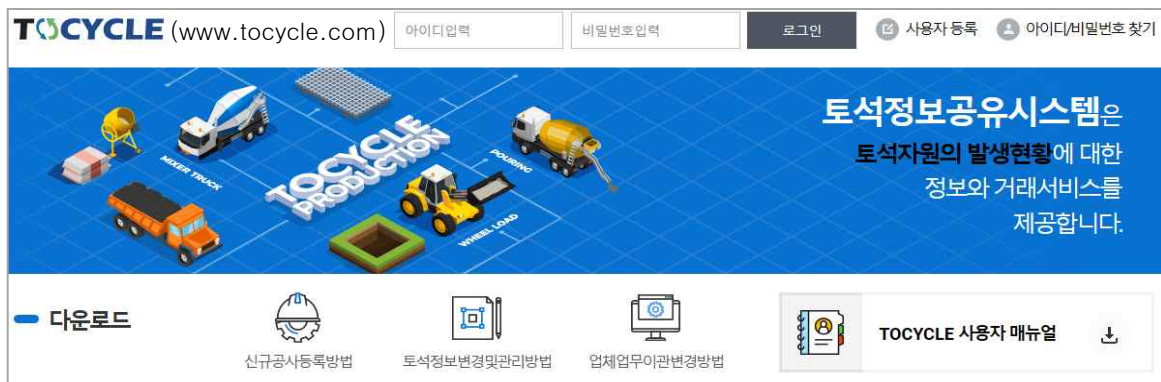 TOCYCLE (www.tocycle.com) 아이디입력 비밀번호입력 로그인 사용자 등록 아이디/비밀번호 찾기
토석정보공유시스템은
토석자원의 발생현황에 대한
정보와 거래서비스를
제공합니다.
MIXER TRUCK
TOCYCLE
PRODUCTION
POURING
WHEEL LOAD
다운로드
신규공사등록방법
토석정보변경및관리방법
업체업무이관변경방법
TOCYCLE 사용자 매뉴얼